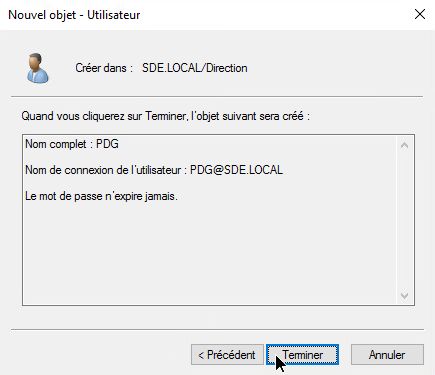 Nouvel objet - Utilisateur
Créer dans : SDE.LOCAL/Direction
Quand vous cliquerez sur Terminer, l'objet suivant sera créé :
Nom complet : PDG
Nom de connexion de l'utilisateur : PDG@SDE.LOCAL
Le mot de passe n'expire jamais.
< Précédent Terminer Annuler